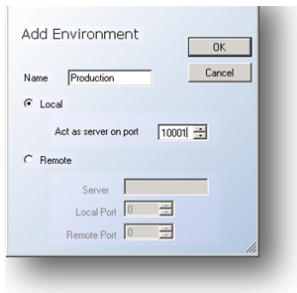 Add Environment
OK
Name Production
Cancel
Local
Act as server on port 10001
Remote
Server
Local Port 0
Remote Port 0